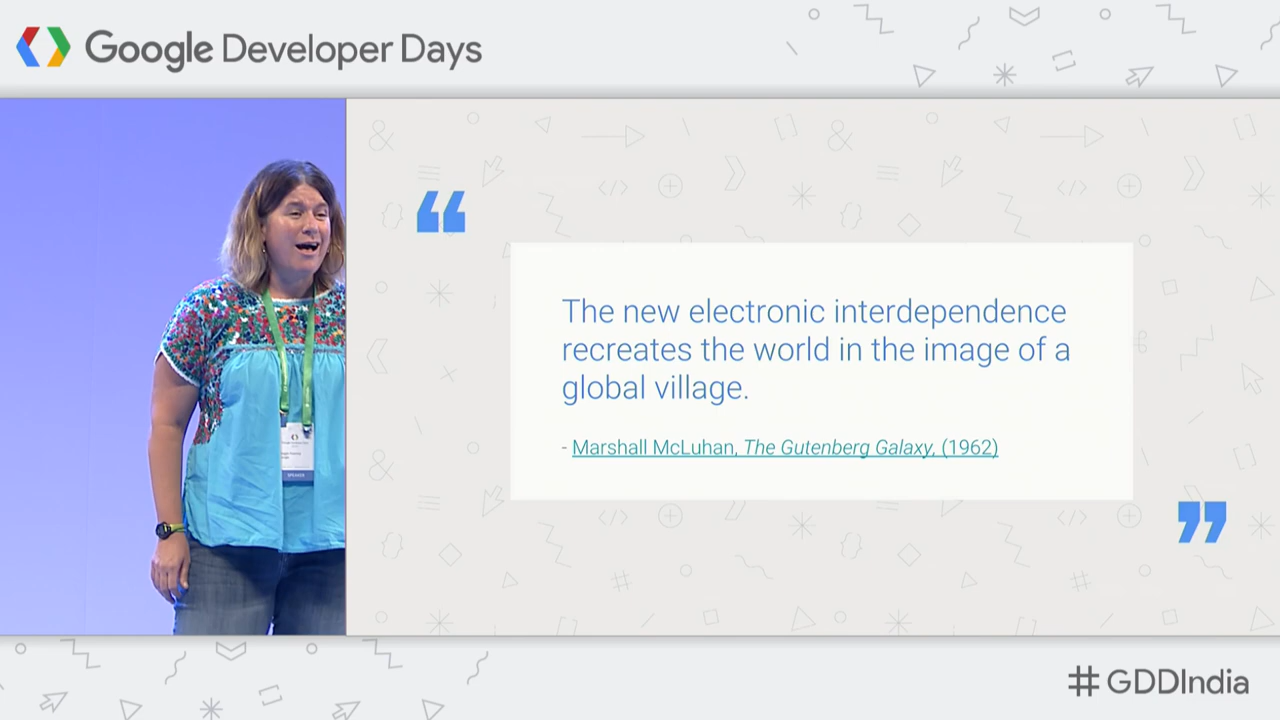 Google Developer Days
“
The new electronic interdependence
recreates the world in the image of a
global village.
- Marshall McLuhan, The Gutenberg Galaxy, (1962)
”
SPEAKER
#GDDIndia